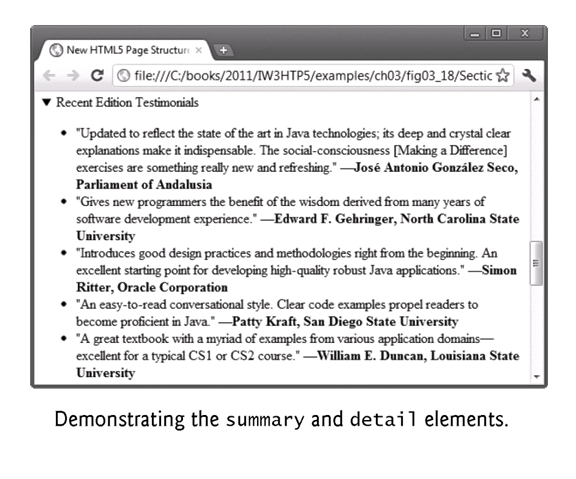 New HTML5 Page Structure
file:///C:/books/2011/IW3HTP5/examples/ch03/fig03_18/Sectic
▼ Recent Edition Testimonials
• "Updated to reflect the state of the art in Java technologies; its deep and crystal clear
explanations make it indispensable. The social-consciousness [Making a Difference]
exercises are something really new and refreshing." —José Antonio González Seco,
Parliament of Andalusia
• "Gives new programmers the benefit of the wisdom derived from many years of
software development experience." —Edward F. Gehringer, North Carolina State
University
• "Introduces good design practices and methodologies right from the beginning. An
excellent starting point for developing high-quality robust Java applications." —Simon
Ritter, Oracle Corporation
• "An easy-to-read conversational style. Clear code examples propel readers to
become proficient in Java." —Patty Kraft, San Diego State University
• "A great textbook with a myriad of examples from various application domains—
excellent for a typical CS1 or CS2 course." —William E. Duncan, Louisiana State
University
Demonstrating the summary and detail elements.